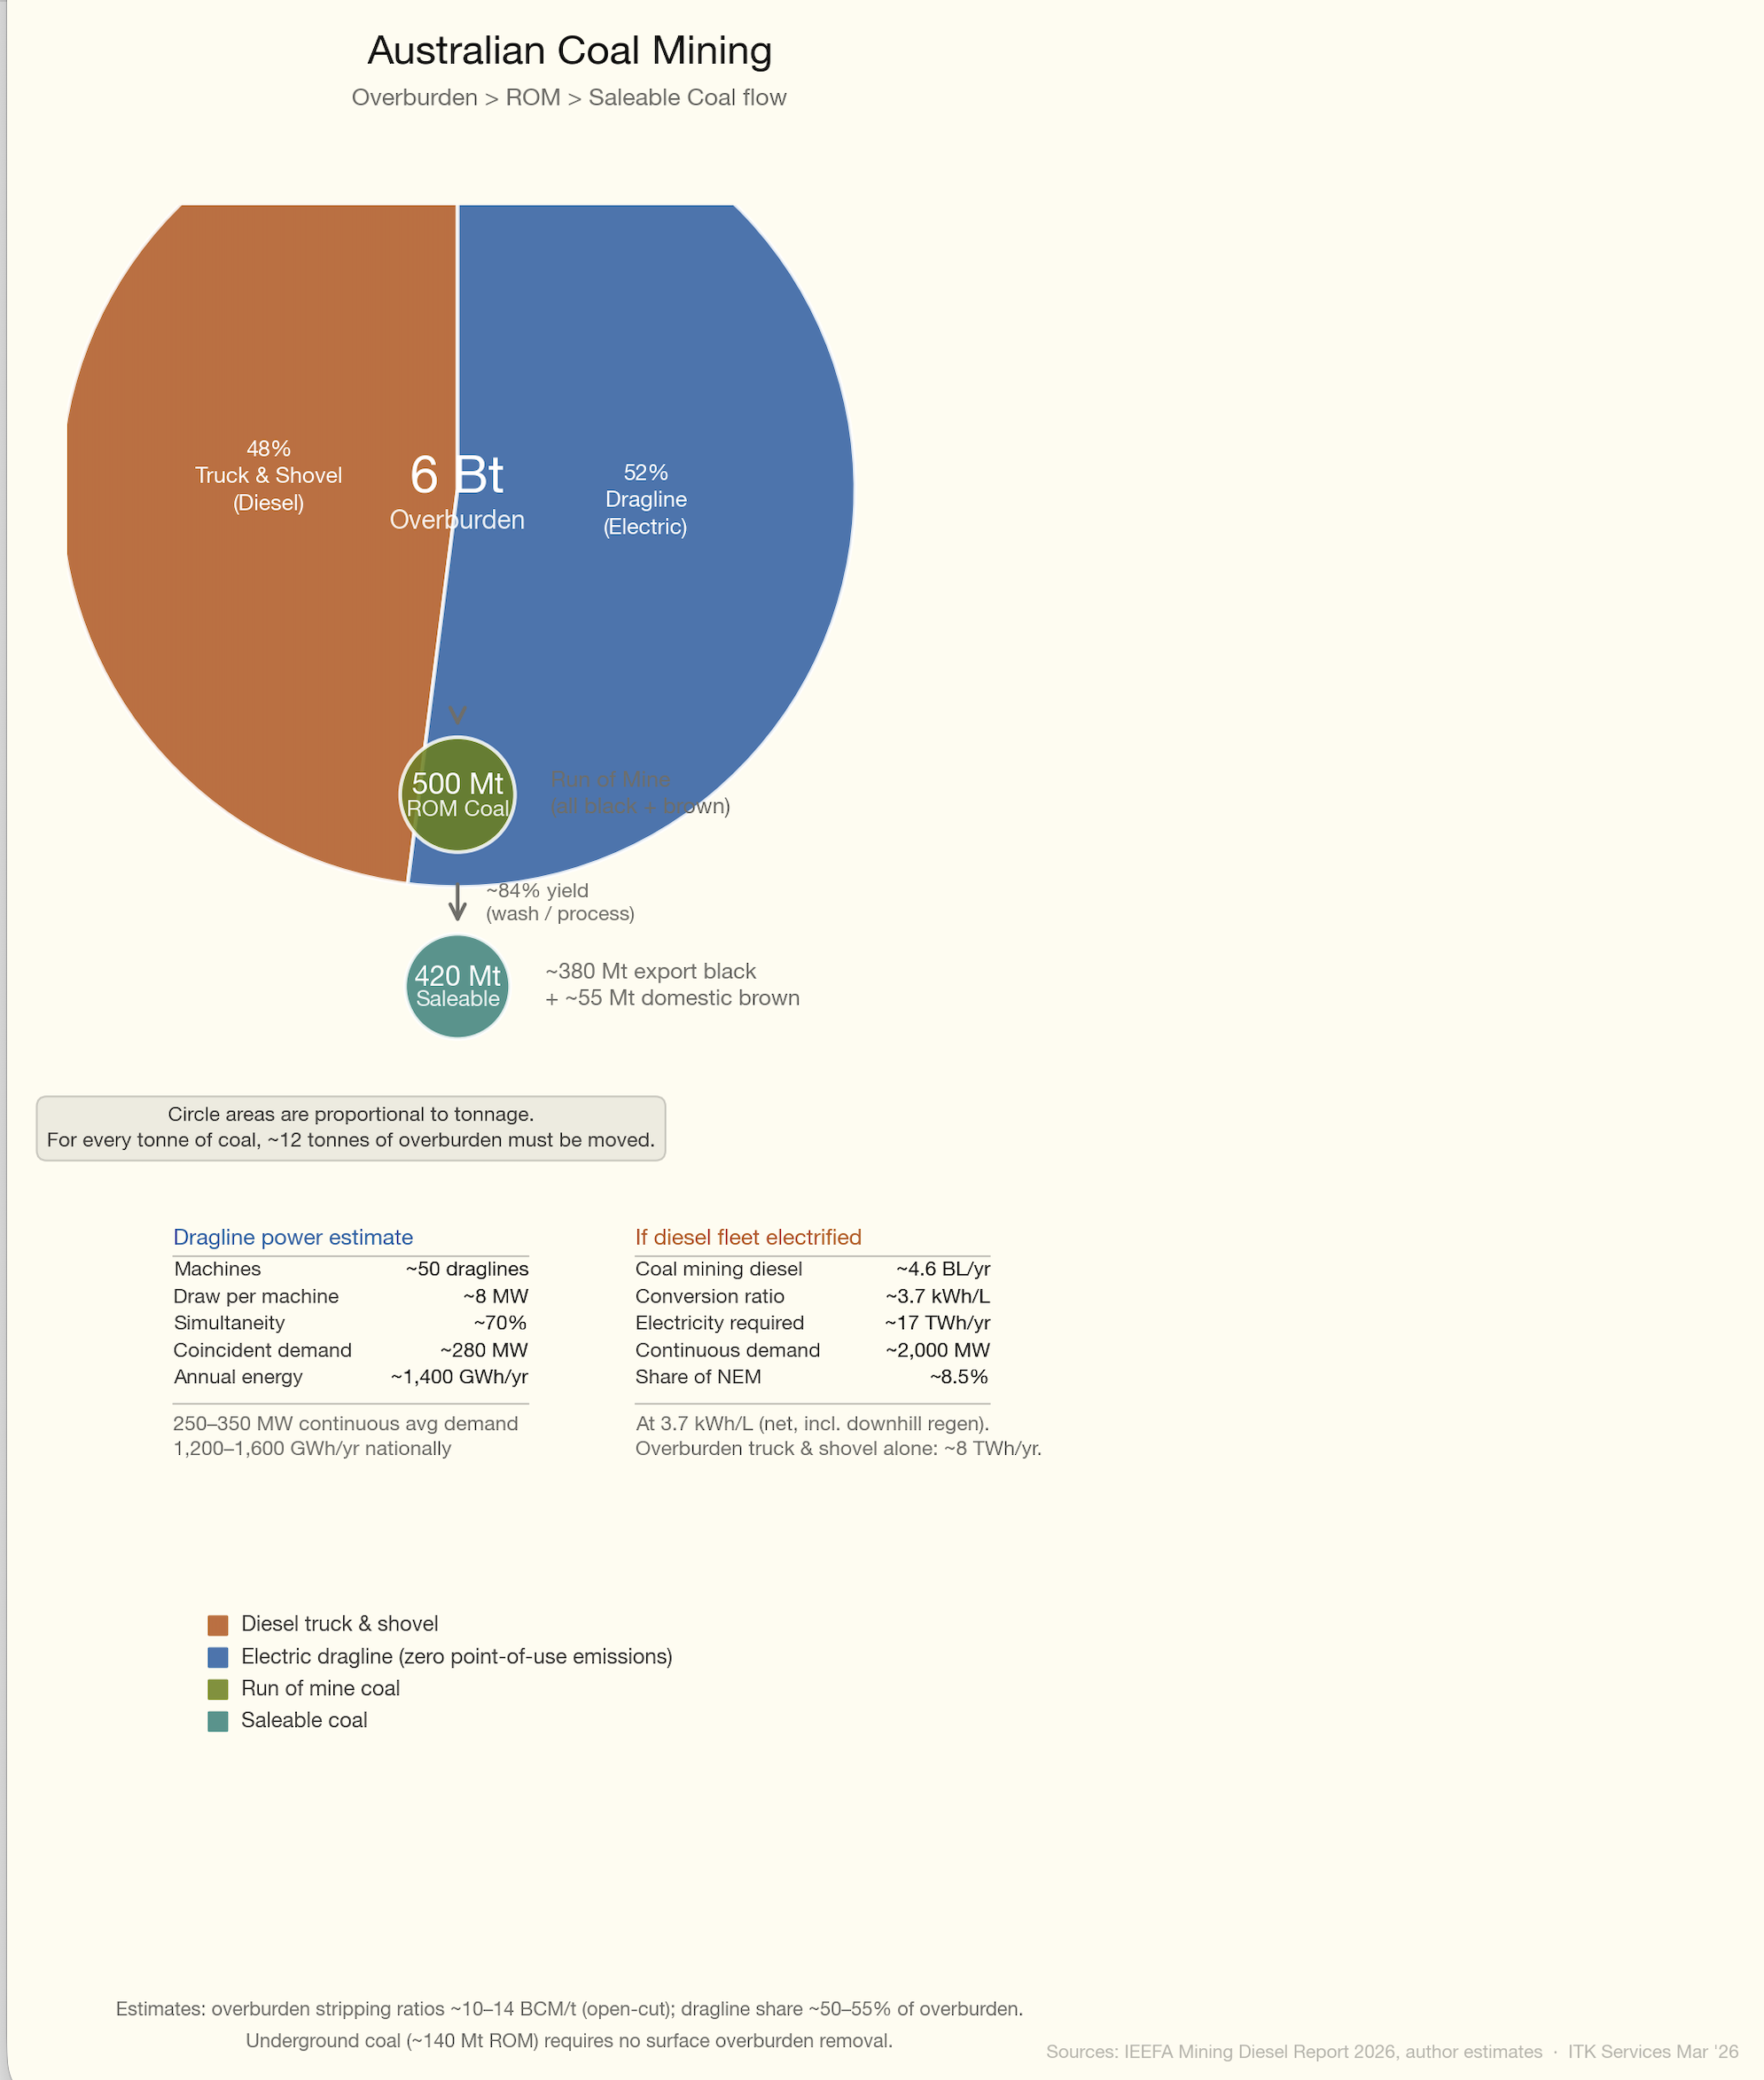 Australian Coal Mining
Overburden > ROM > Saleable Coal flow
48%
Truck & Shovel
(Diesel)
6 Bt
Overburden
52%
Dragline
(Electric)
500 Mt
ROM Coal
Run of Mine
(all black + brown)
~84% yield
(wash / process)
420 Mt
Saleable
~380 Mt export black
+ ~55 Mt domestic brown
Circle areas are proportional to tonnage.
For every tonne of coal, ~12 tonnes of overburden must be moved.
Dragline power estimate
Machines ~50 draglines
Draw per machine ~8 MW
Simultaneity ~70%
Coincident demand ~280 MW
Annual energy ~1,400 GWh/yr
250–350 MW continuous avg demand
1,200–1,600 GWh/yr nationally
If diesel fleet electrified
Coal mining diesel ~4.6 BL/yr
Conversion ratio ~3.7 kWh/L
Electricity required ~17 TWh/yr
Continuous demand ~2,000 MW
Share of NEM ~8.5%
At 3.7 kWh/L (net, incl. downhill regen).
Overburden truck & shovel alone: ~8 TWh/yr.
Diesel truck & shovel
Electric dragline (zero point-of-use emissions)
Run of mine coal
Saleable coal
Estimates: overburden stripping ratios ~10–14 BCM/t (open-cut); dragline share ~50–55% of overburden.
Underground coal (~140 Mt ROM) requires no surface overburden removal.
Sources: IEEFA Mining Diesel Report 2026, author estimates · ITK Services Mar '26